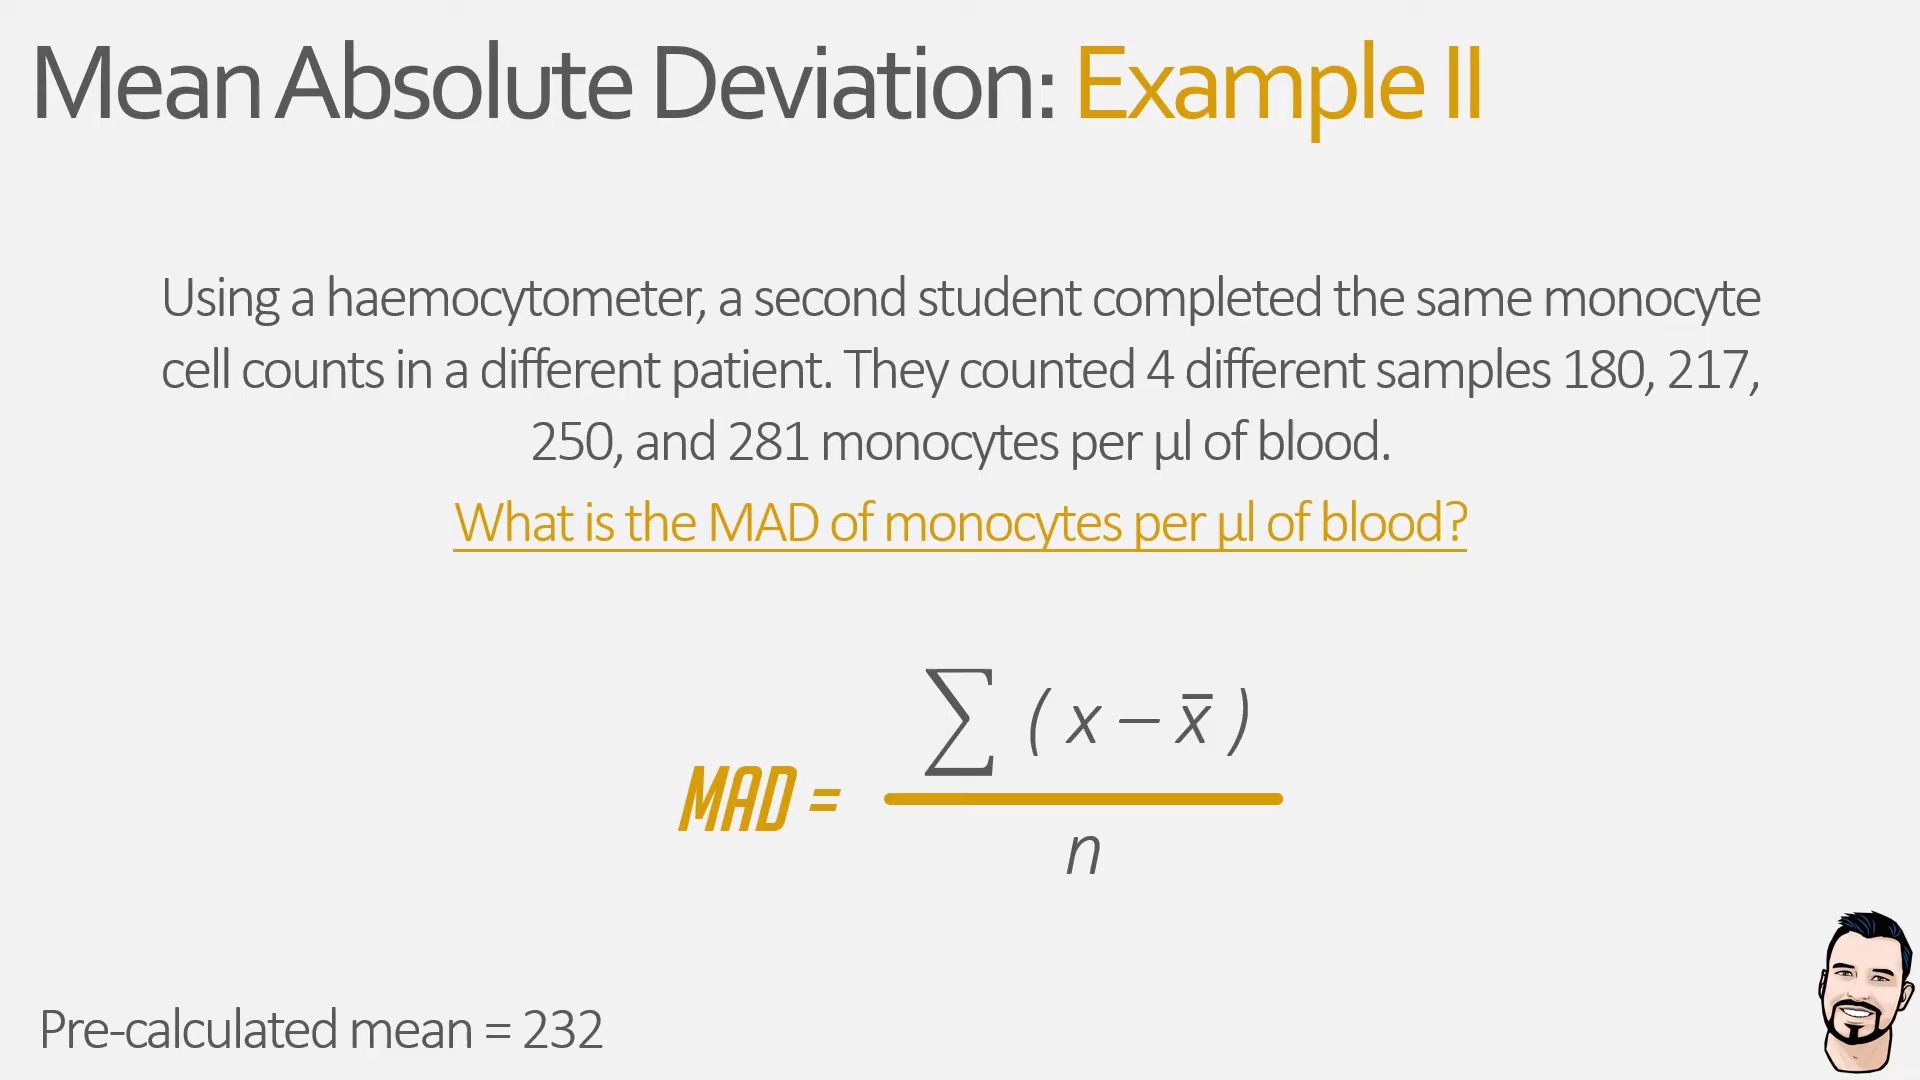 Mean Absolute Deviation: Example II
Using a haemocytometer, a second student completed the same monocyte
cell counts in a different patient. They counted 4 different samples 180, 217,
250, and 281 monocytes per µl of blood.
What is the MAD of monocytes per µl of blood?
∑ ( x – x̅ )
MAD =
n
Pre-calculated mean = 232